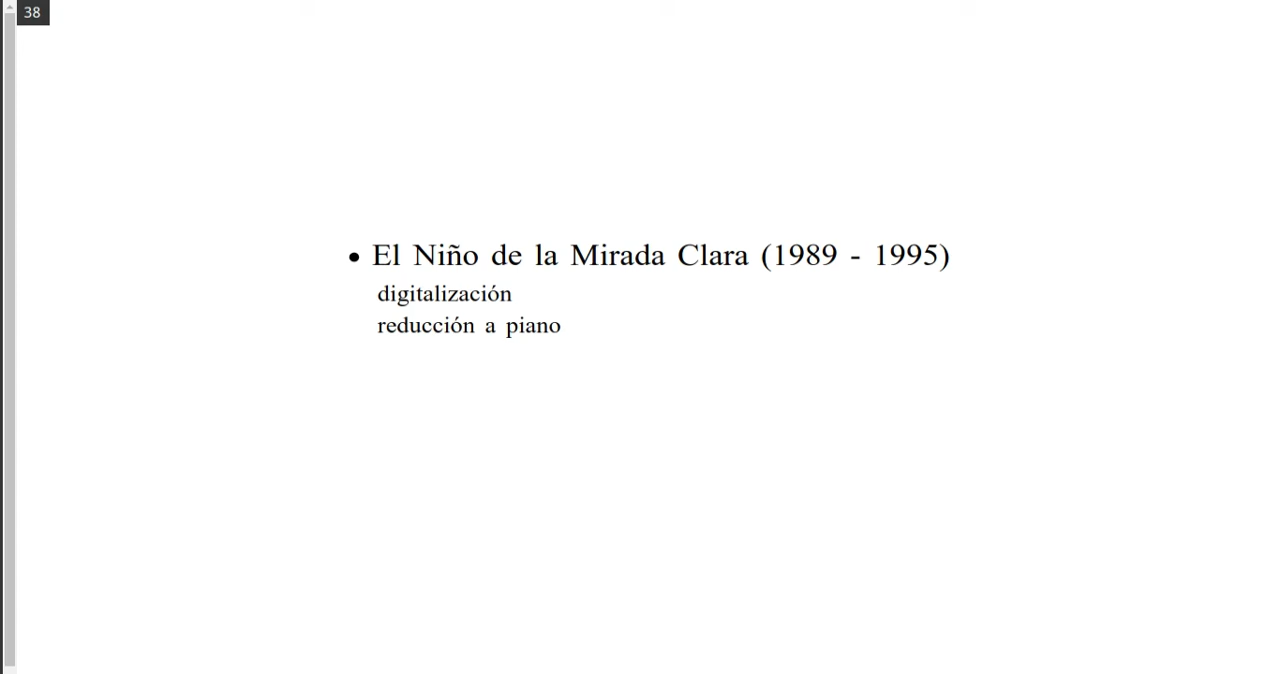 38
• El Niño de la Mirada Clara (1989 - 1995)
digitalización
reducción a piano